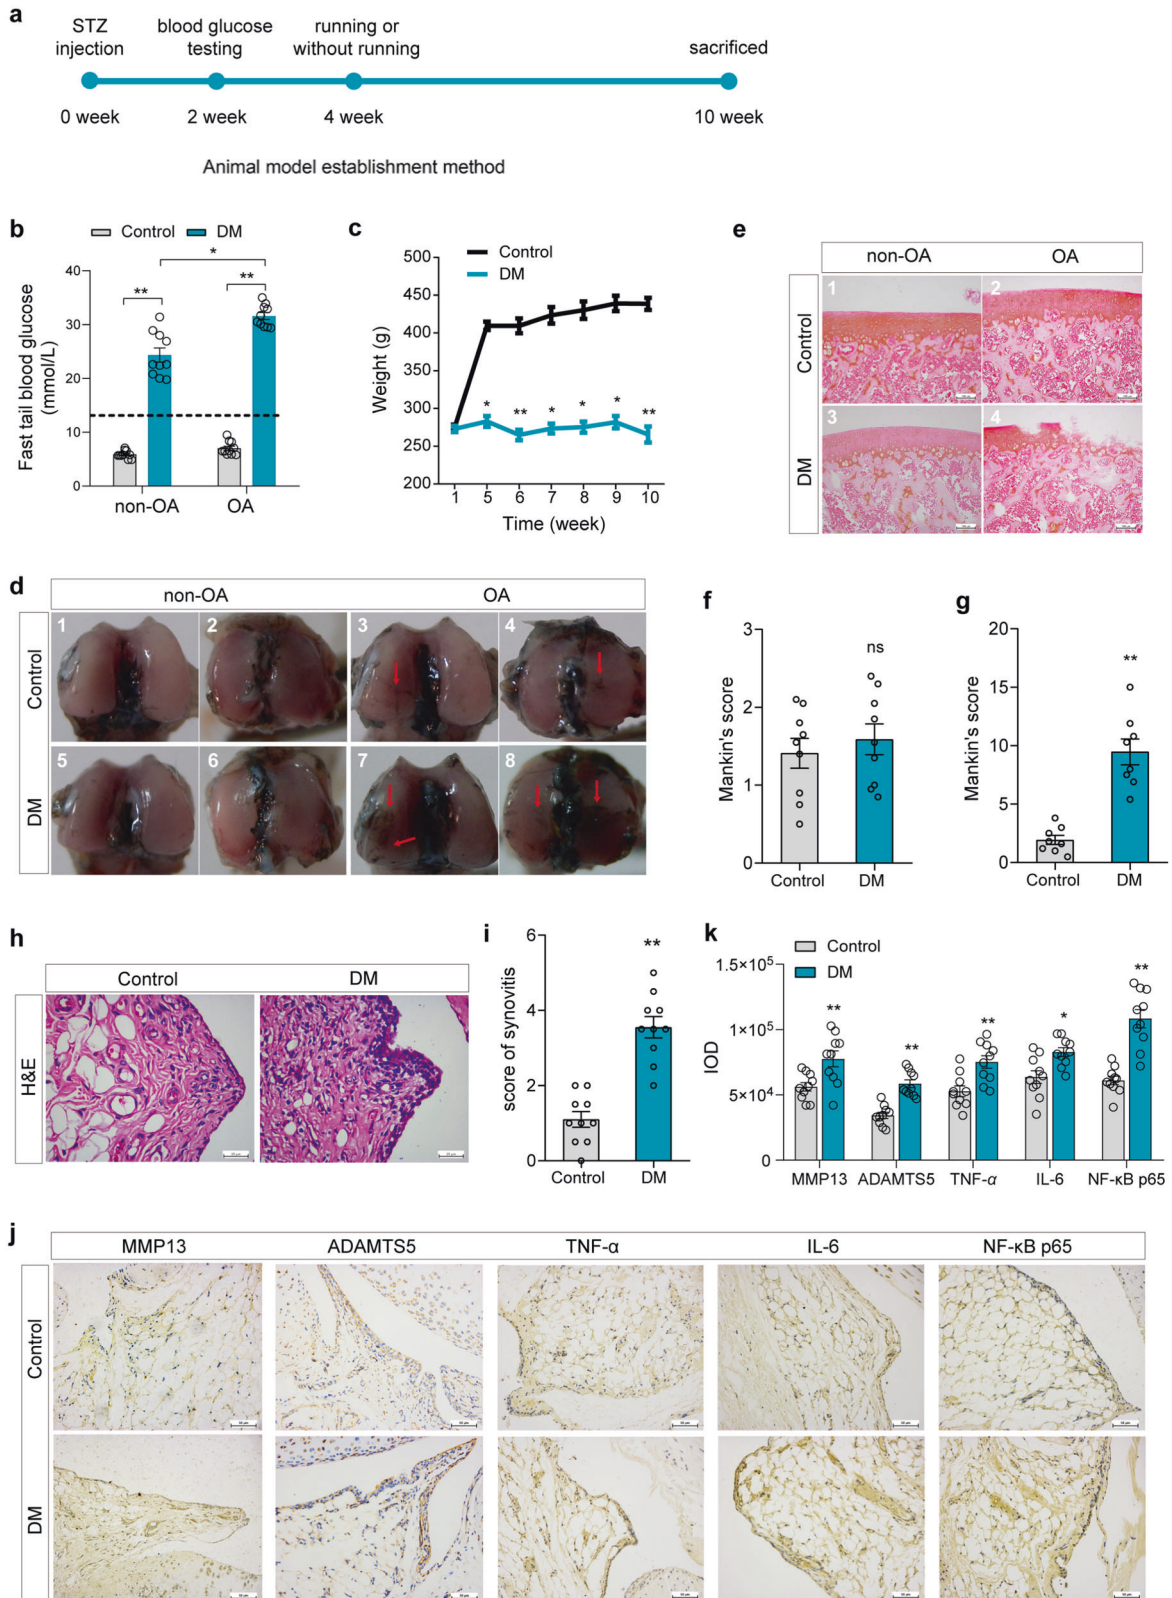 a
STZ
injection
blood glucose
testing
running or
without running
sacrificed
0 week
2 week
4 week
10 week
Animal model establishment method
b
Control
DM
Fast tail blood glucose
(mmol/L)
40
30
20
10
0
**
*
**
non-OA
OA
c
Control
DM
Weight (g)
500
450
400
350
300
250
200
* ** * * * **
1 5 6 7 8 9 10
Time (week)
e
non-OA
OA
Control
DM
1
2
3
4
d
non-OA
OA
Control
DM
1
2
3
4
5
6
7
8
f
Mankin's score
3
2
1
0
ns
Control
DM
g
Mankin's score
20
15
10
5
0
**
Control
DM
h
Control
DM
H&E
i
score of synovitis
6
4
2
0
**
Control
DM
k
Control
DM
IOD
1.5×10⁵
1×10⁵
5×10⁴
0
** ** ** * **
MMP13 ADAMTS5 TNF-α IL-6 NF-κB p65
j
MMP13
ADAMTS5
TNF-α
IL-6
NF-κB p65
Control
DM